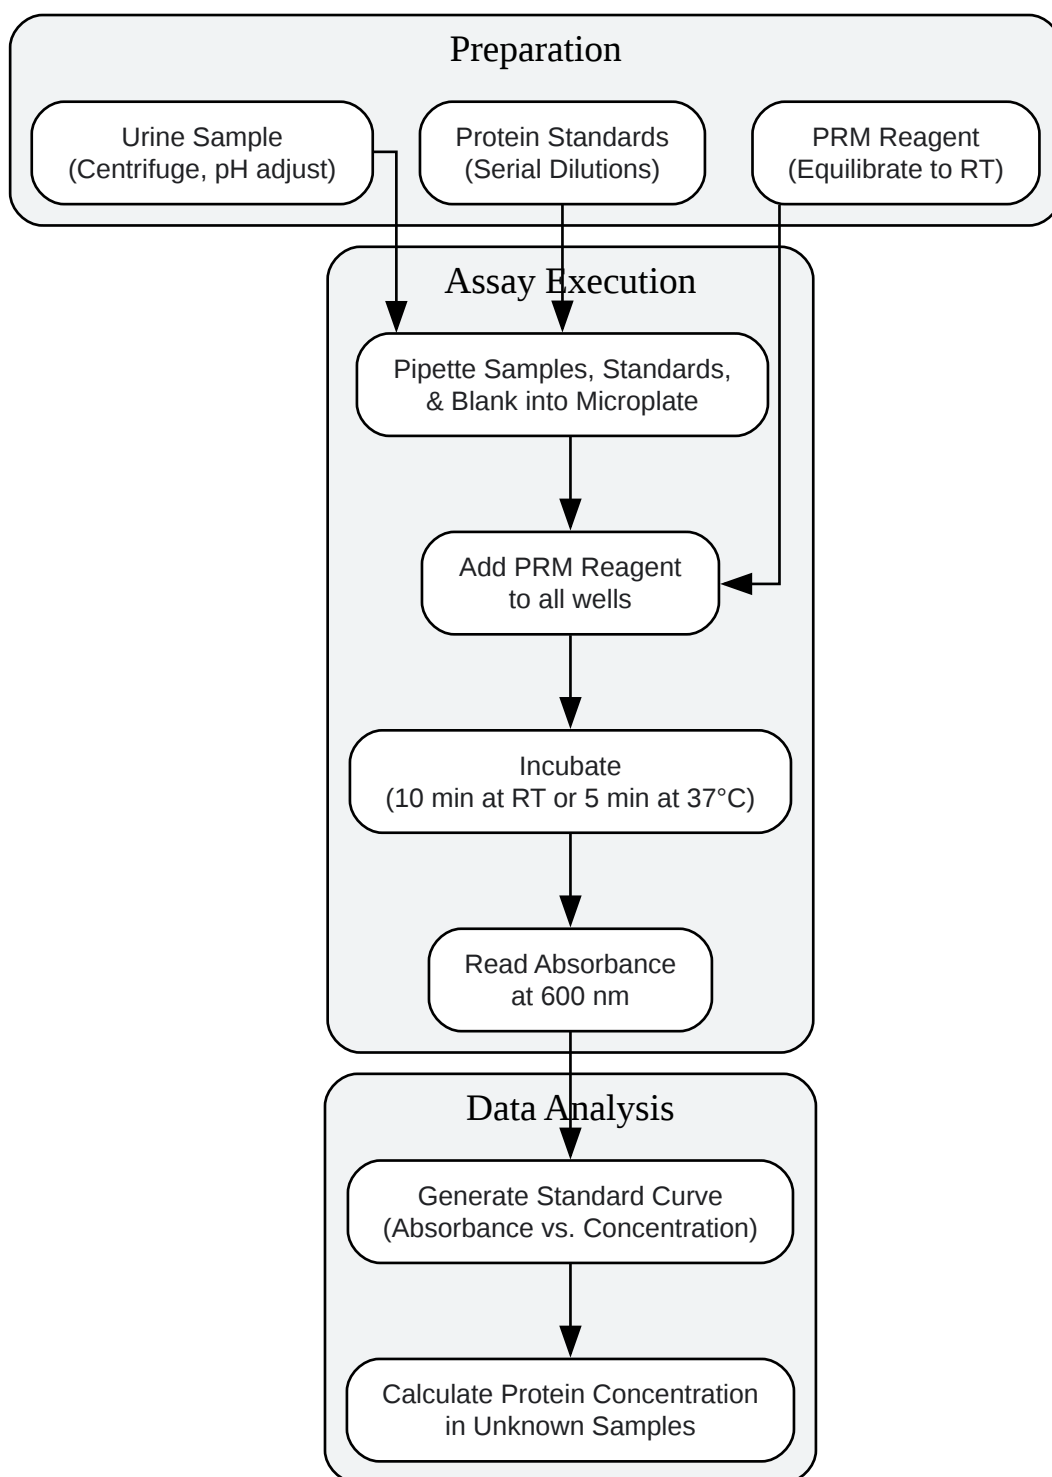 Preparation
Urine Sample
(Centrifuge, pH adjust)
Protein Standards
(Serial Dilutions)
PRM Reagent
(Equilibrate to RT)
Assay Execution
Pipette Samples, Standards,
& Blank into Microplate
Add PRM Reagent
to all wells
Incubate
(10 min at RT or 5 min at 37°C)
Read Absorbance
at 600 nm
Data Analysis
Generate Standard Curve
(Absorbance vs. Concentration)
Calculate Protein Concentration
in Unknown Samples